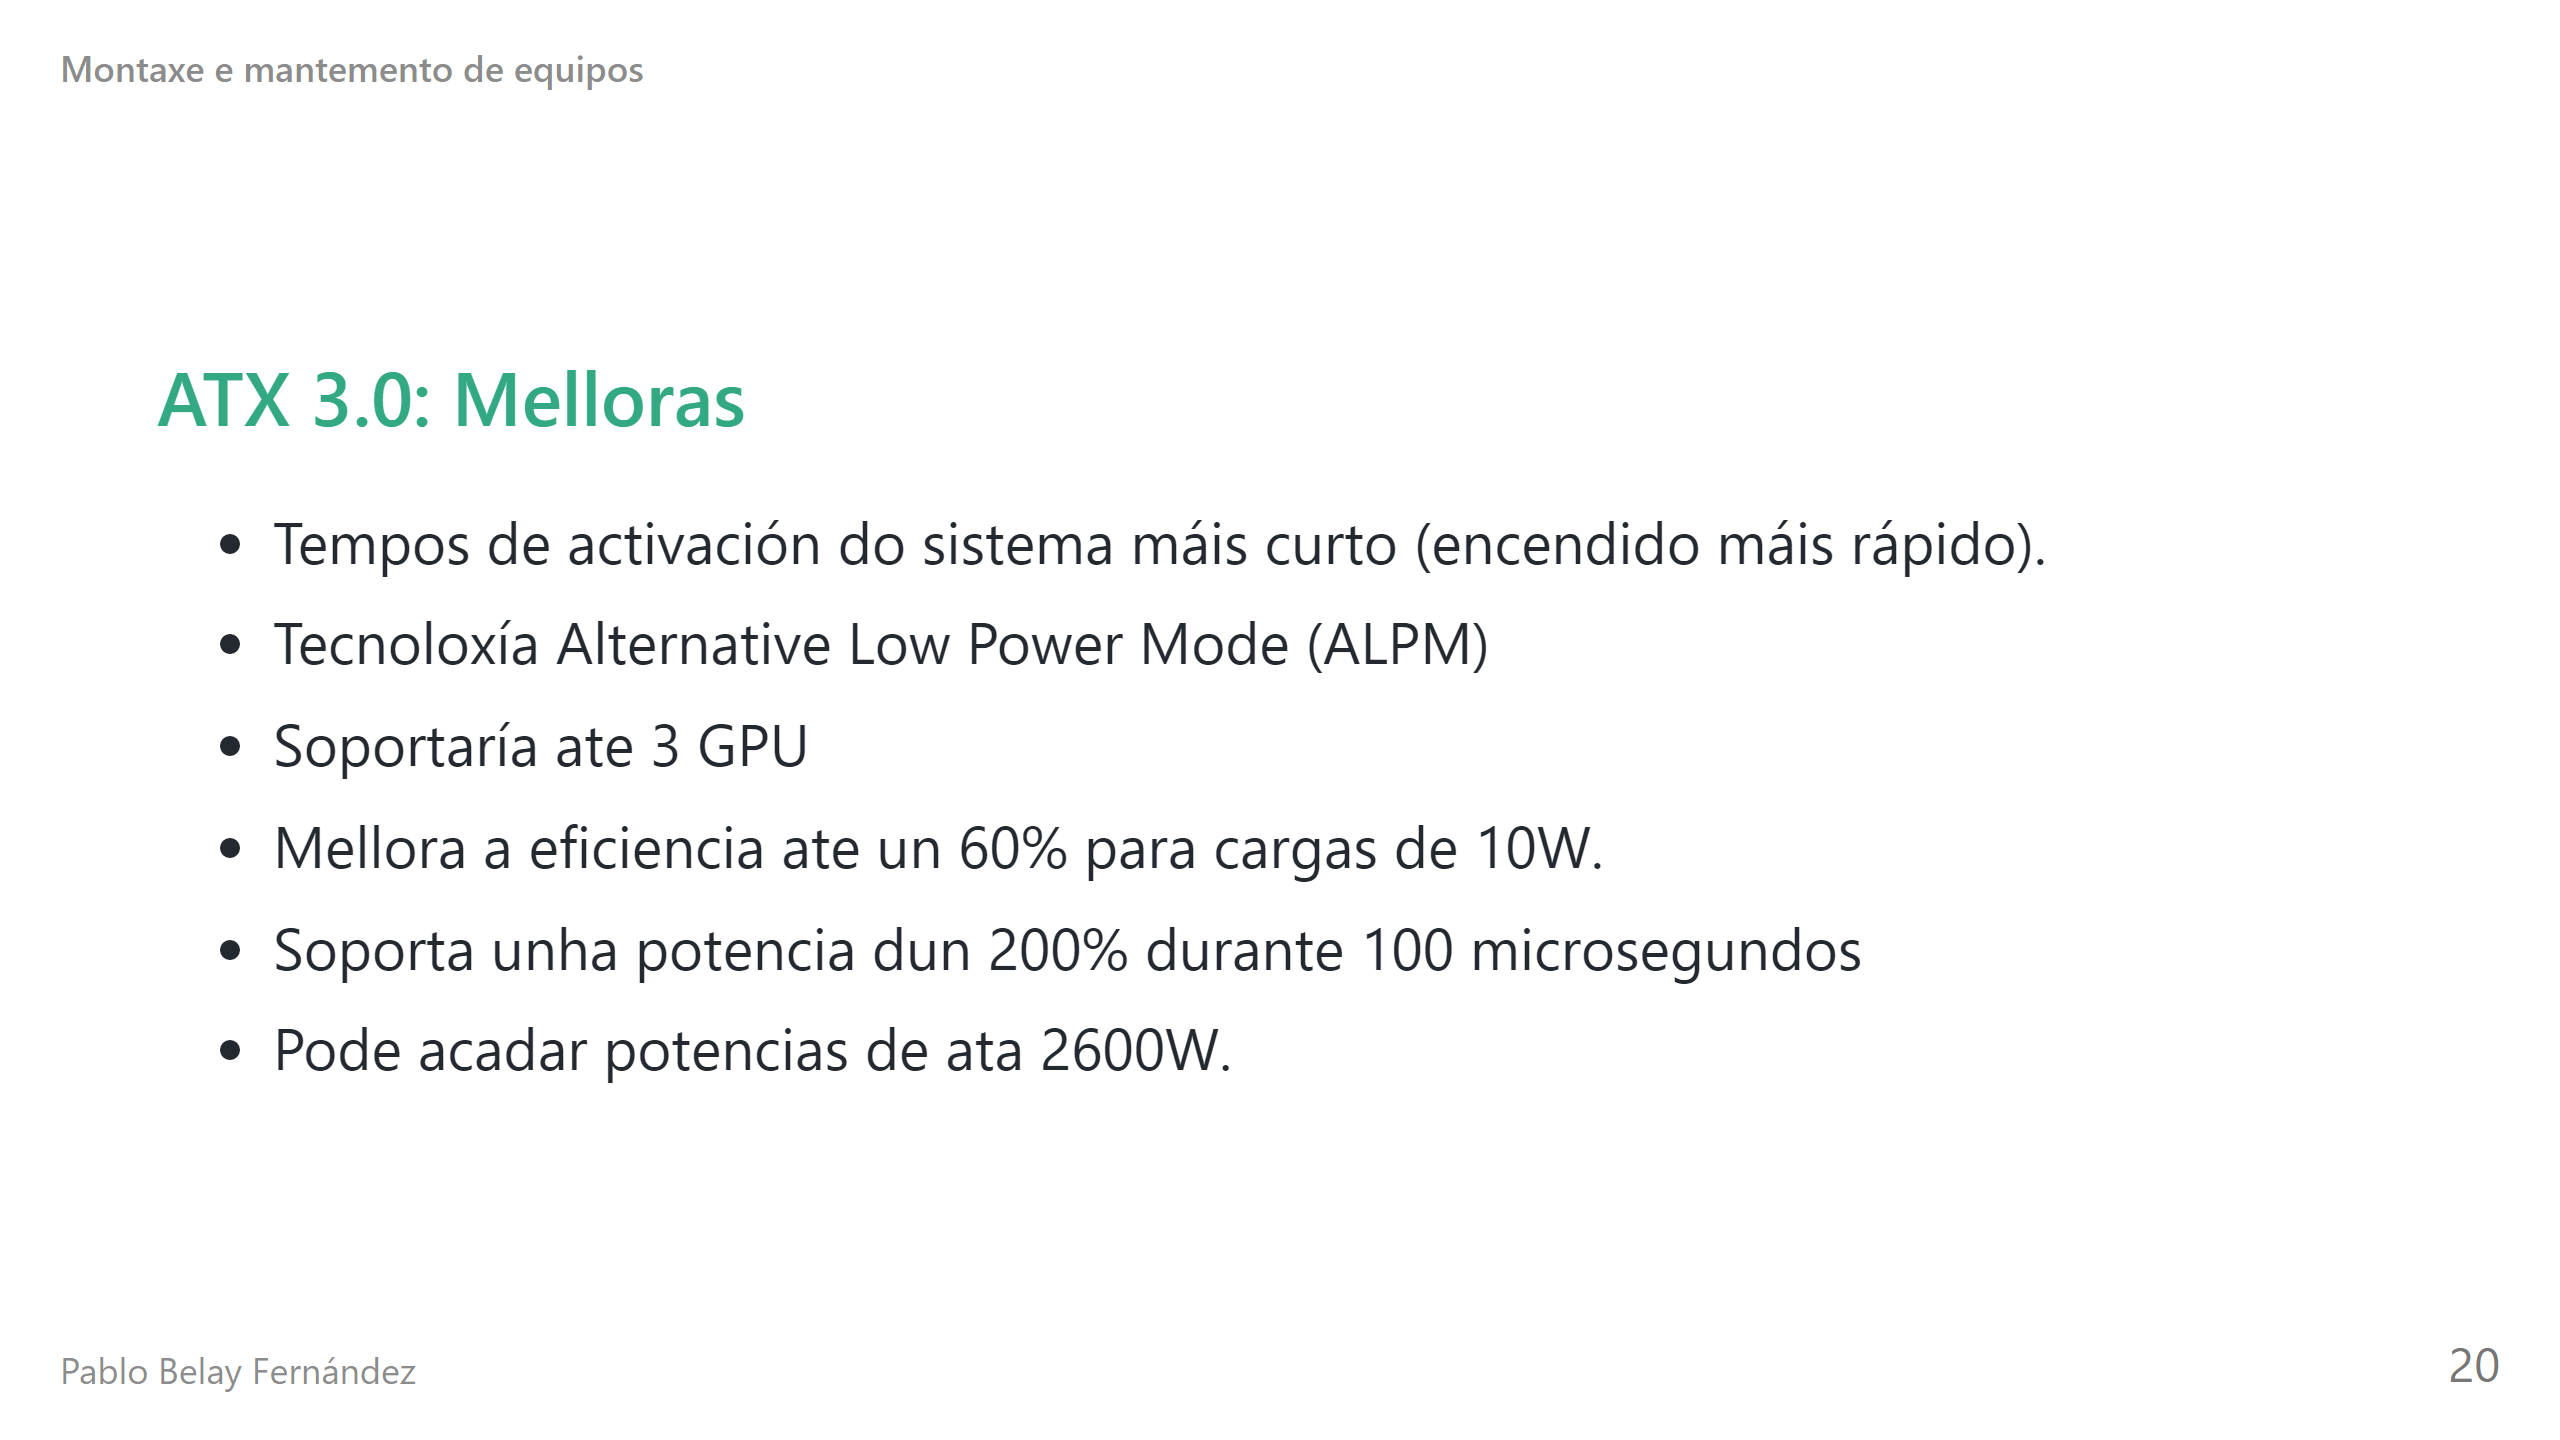 Montaxe e mantemento de equipos
ATX 3.0: Melloras
• Tempos de activación do sistema máis curto (encendido máis rápido).
• Tecnoloxía Alternative Low Power Mode (ALPM)
• Soportaría ate 3 GPU
• Mellora a eficiencia ate un 60% para cargas de 10W.
• Soporta unha potencia dun 200% durante 100 microsegundos
• Pode acadar potencias de ata 2600W.
Pablo Belay Fernández
20